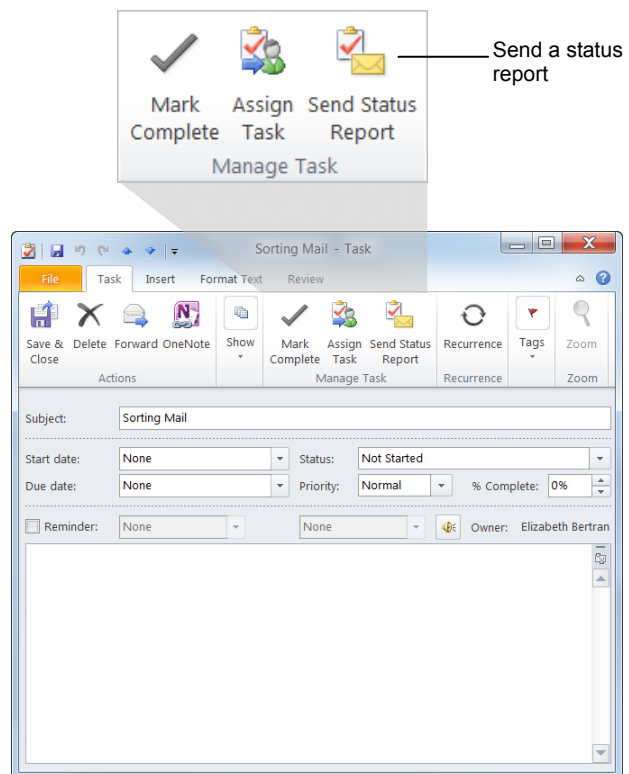 Send a status
report
Mark Complete
Assign Task
Send Status Report
Manage Task
Sorting Mail - Task
File Task Insert Format Text Review
Save & Close
Delete
Forward
OneNote
Show
Mark Complete
Assign Task
Send Status Report
Recurrence
Tags
Zoom
Actions Manage Task Recurrence Zoom
Subject: Sorting Mail
Start date: None Status: Not Started
Due date: None Priority: Normal % Complete: 0%
Reminder: None None Owner: Elizabeth Bertran